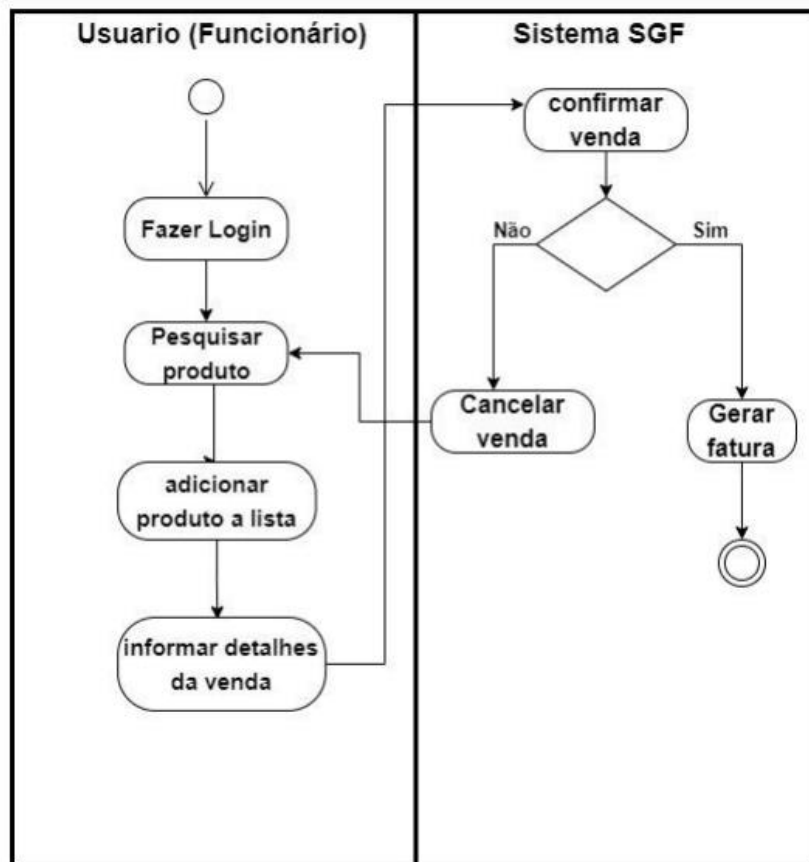 Usuario (Funcionário)
Sistema SGF
Fazer Login
Pesquisar
produto
adicionar
produto a lista
informar detalhes
da venda
confirmar
venda
Não
Sim
Cancelar
venda
Gerar
fatura